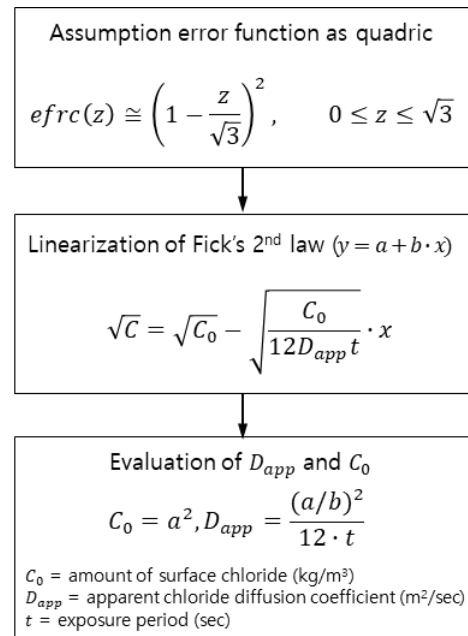 Assumption error function as quadric
efrc(z) ≅ (1 − z/√3)², 0 ≤ z ≤ √3
Linearization of Fick's 2nd law (y = a + b · x)
√C = √C₀ − √(C₀/(12D_app t)) · x
Evaluation of D_app and C₀
C₀ = a², D_app = (a/b)²/(12 · t)
C₀ = amount of surface chloride (kg/m³)
D_app = apparent chloride diffusion coefficient (m²/sec)
t = exposure period (sec)